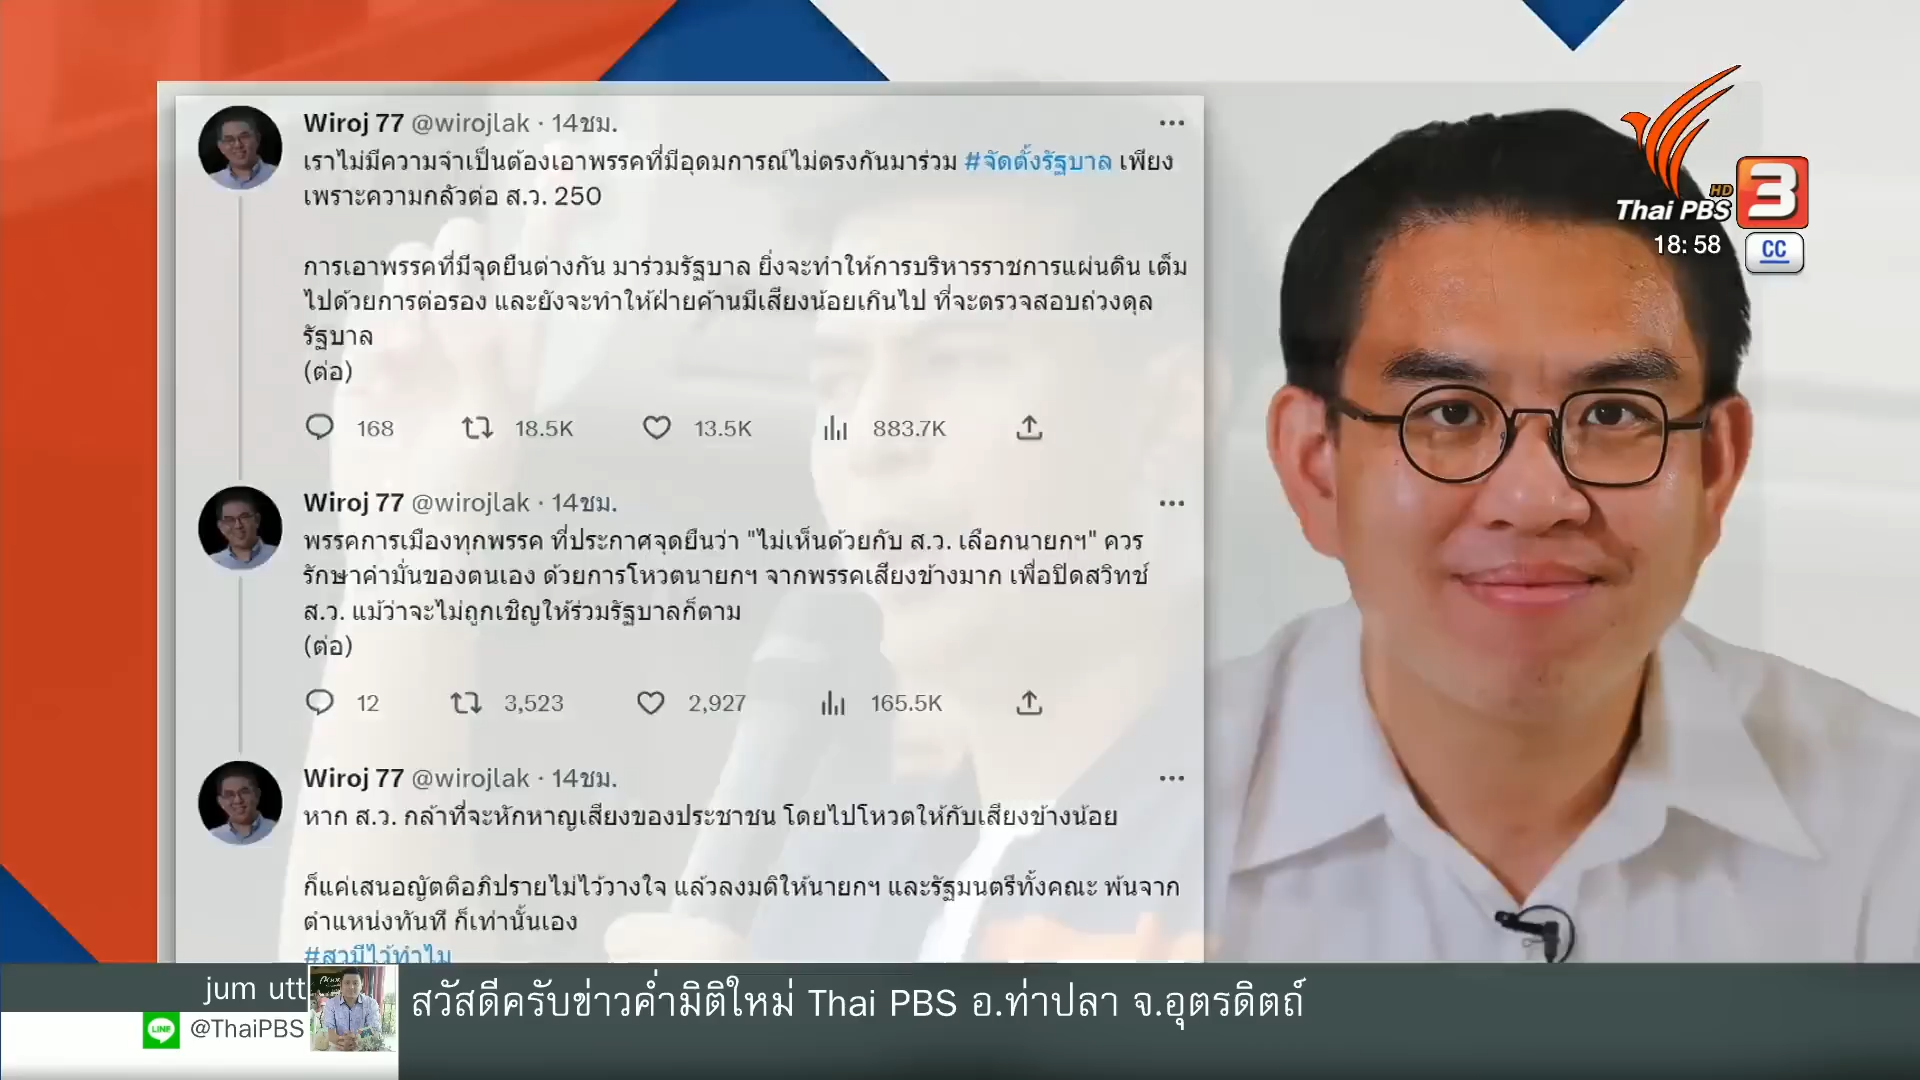 Wiroj 77 @wirojlak · 14ชม.
เราไม่มีความจำเป็นต้องเอาพรรคที่มีอุดมการณ์ไม่ตรงกันมาร่วม #จัดตั้งรัฐบาล เพียง
เพราะความกลัวต่อ ส.ว. 250
การเอาพรรคที่มีจุดยืนต่างกัน มาร่วมรัฐบาล ยิ่งจะทำให้การบริหารราชการแผ่นดิน เต็ม
ไปด้วยการต่อรอง และยังจะทำให้ฝ่ายค้านมีเสียงน้อยเกินไป ที่จะตรวจสอบถ่วงดุล
รัฐบาล
(ต่อ)
168 18.5K 13.5K 883.7K
Wiroj 77 @wirojlak · 14ชม.
พรรคการเมืองทุกพรรค ที่ประกาศจุดยืนว่า "ไม่เห็นด้วยกับ ส.ว. เลือกนายกฯ" ควร
รักษาคำมั่นของตนเอง ด้วยการโหวตนายกฯ จากพรรคเสียงข้างมาก เพื่อปิดสวิทช์
ส.ว. แม้ว่าจะไม่ถูกเชิญให้ร่วมรัฐบาลก็ตาม
(ต่อ)
12 3,523 2,927 165.5K
Wiroj 77 @wirojlak · 14ชม.
หาก ส.ว. กล้าที่จะหักหาญเสียงของประชาชน โดยไปโหวตให้กับเสียงข้างน้อย
ก็แค่เสนอญัตติอภิปรายไม่ไว้วางใจ แล้วลงมติให้นายกฯ และรัฐมนตรีทั้งคณะ พ้นจาก
ตำแหน่งทันที ก็เท่านั้นเอง
#สวมีไว้ทำไม
Thai PBS HD 3
18:58 CC
jum utt
LINE @ThaiPBS
สวัสดีครับข่าวค่ำมิติใหม่ Thai PBS อ.ท่าปลา จ.อุตรดิตถ์